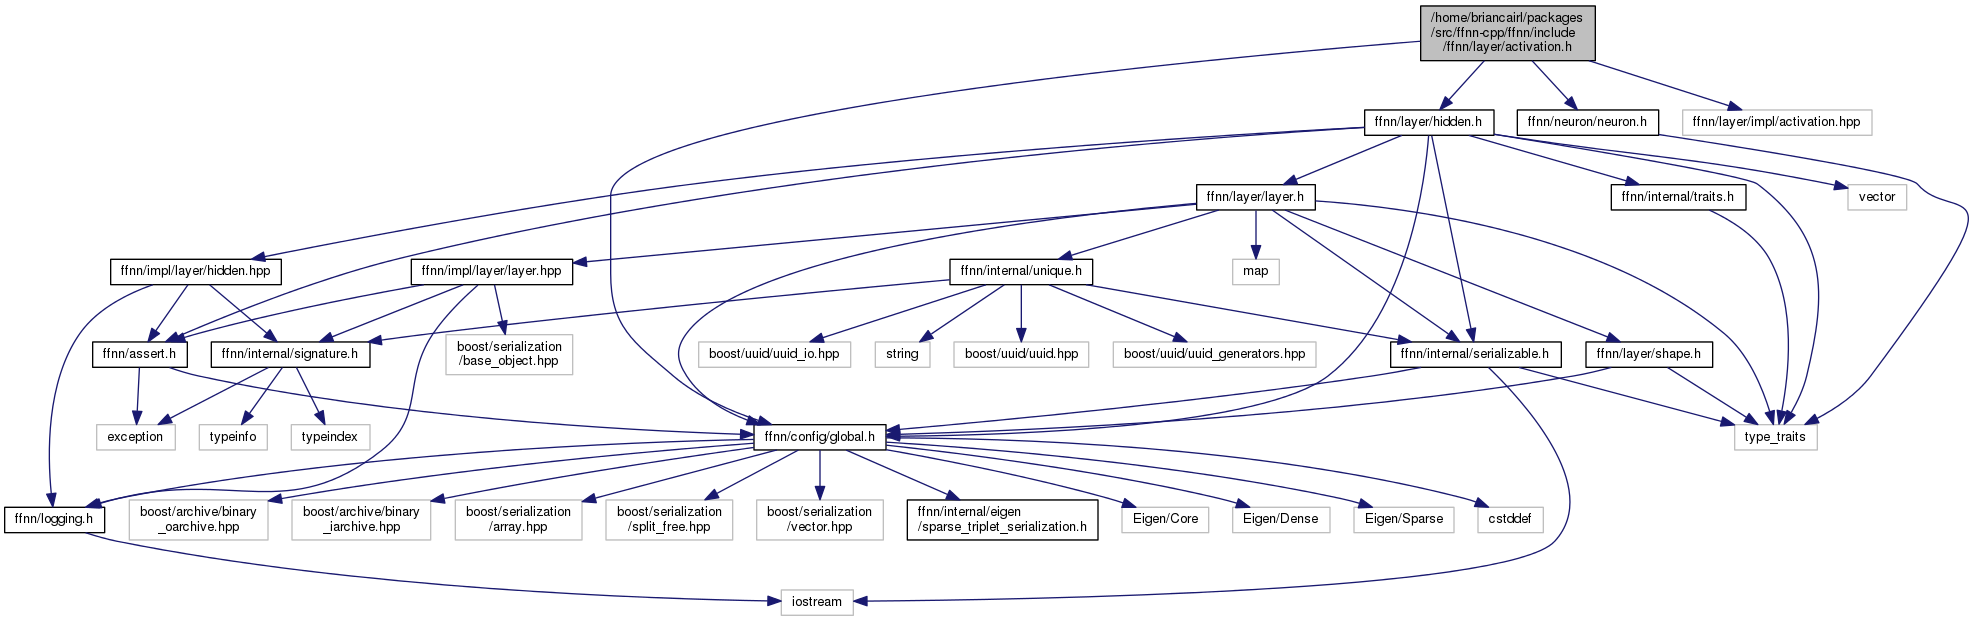 /home/briancairl/packages
/src/ffnn-cpp/ffnn/include
/ffnn/layer/activation.h
ffnn/layer/hidden.h
ffnn/neuron/neuron.h
ffnn/layer/impl/activation.hpp
ffnn/layer/layer.h
ffnn/internal/traits.h
vector
ffnn/impl/layer/hidden.hpp
ffnn/impl/layer/layer.hpp
ffnn/internal/unique.h
map
ffnn/assert.h
ffnn/internal/signature.h
boost/serialization
/base_object.hpp
boost/uuid/uuid_io.hpp
string
boost/uuid/uuid.hpp
boost/uuid/uuid_generators.hpp
ffnn/internal/serializable.h
ffnn/layer/shape.h
exception
typeinfo
typeindex
ffnn/config/global.h
type_traits
ffnn/logging.h
boost/archive/binary
_oarchive.hpp
boost/archive/binary
_iarchive.hpp
boost/serialization
/array.hpp
boost/serialization
/split_free.hpp
boost/serialization
/vector.hpp
ffnn/internal/eigen
/sparse_triplet_serialization.h
Eigen/Core
Eigen/Dense
Eigen/Sparse
cstddef
iostream